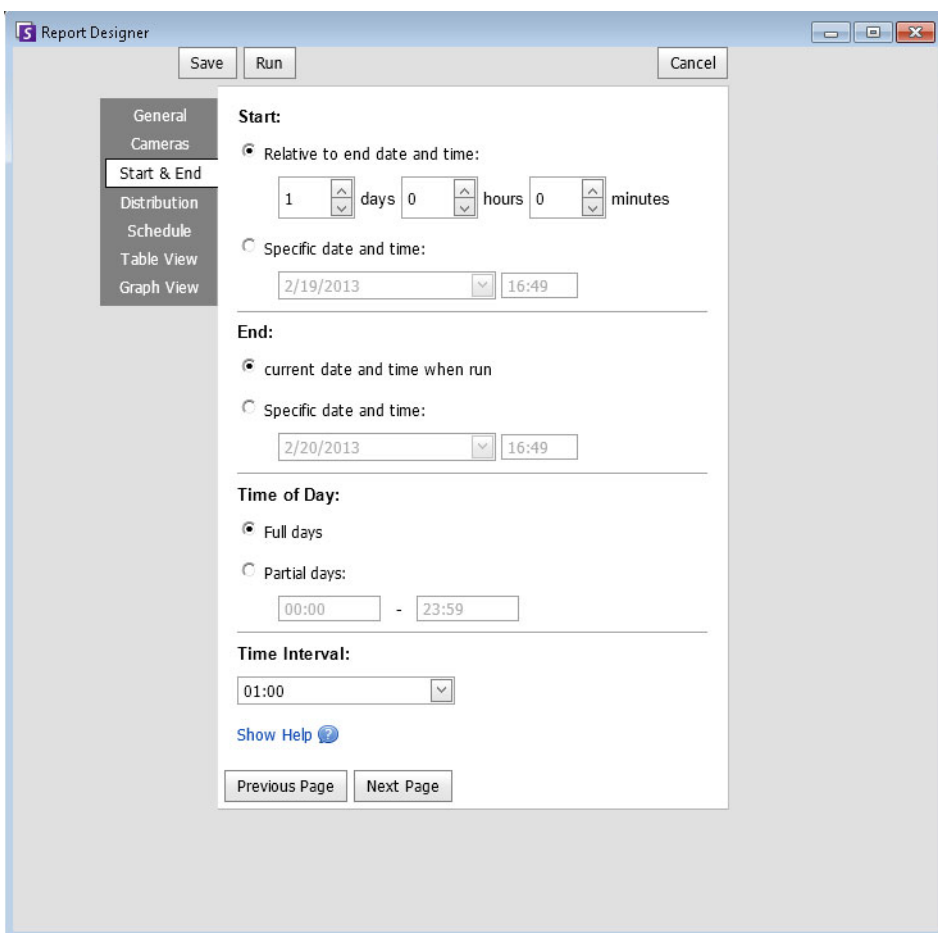 Report Designer
Save Run Cancel
General
Cameras
Start & End
Distribution
Schedule
Table View
Graph View
Start:
Relative to end date and time:
1 days 0 hours 0 minutes
Specific date and time:
2/19/2013 16:49
End:
current date and time when run
Specific date and time:
2/20/2013 16:49
Time of Day:
Full days
Partial days:
00:00 - 23:59
Time Interval:
01:00
Show Help ?
Previous Page Next Page